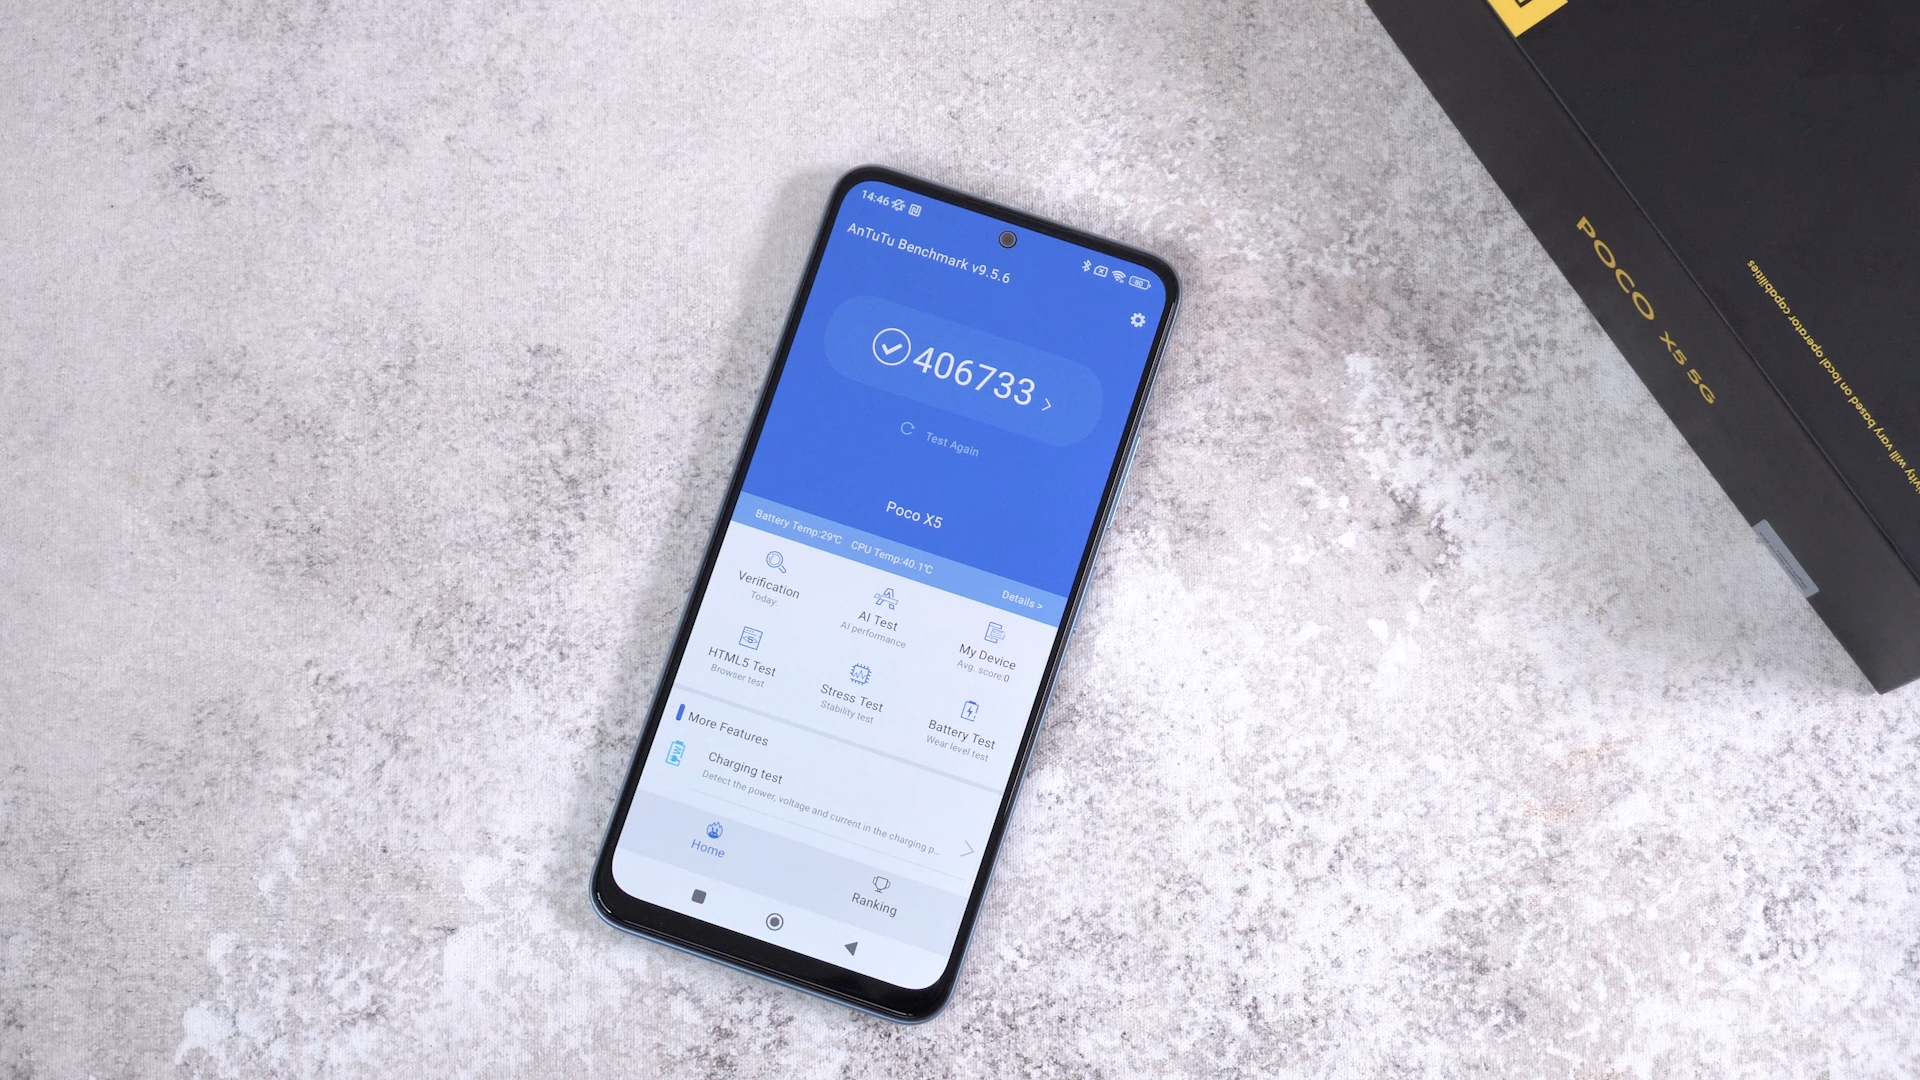 14:46
60
AnTuTu Benchmark v9.5.6
406733
Test Again
Poco X5
Battery Temp:29℃ CPU Temp:40.1℃
Details >
Verification
Today:
AI Test
AI performance
My Device
Avg. score:0
HTML5 Test
Browser test
Stress Test
Stability test
Battery Test
Wear level test
More Features
Charging test
Detect the power, voltage and current in the charging p...
Home
Ranking
POCO X5 5G
will vary based on local operator capabilities